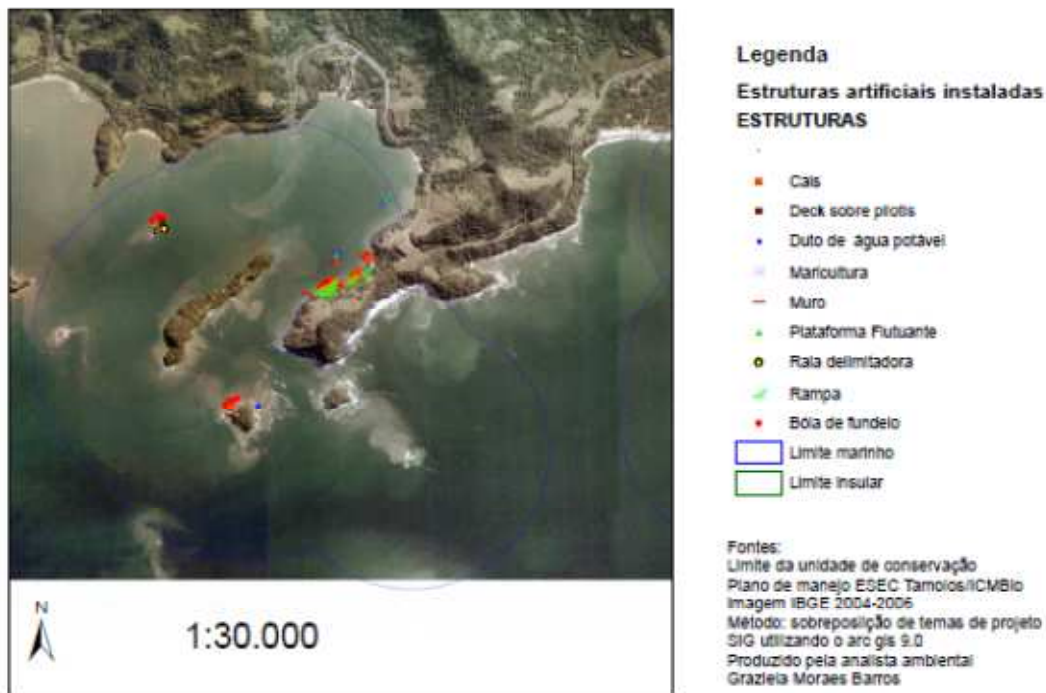 Legenda
Estruturas artificiais instaladas
ESTRUTURAS
Cais
Deck sobre pilotis
Duto de água potável
Maricultura
Muro
Plataforma Flutuante
Raia delimitadora
Rampa
Bóia de fundeio
Limite marinho
Limite insular
Fontes:
Limite da unidade de conservação
Plano de manejo ESEC Tamoios/ICMBio
Imagem IBGE 2004-2006
Método: sobreposição de temas de projeto
SIG utilizando o arc gis 9.0
Produzido pela analista ambiental
Graziela Moraes Barros
N
1:30.000